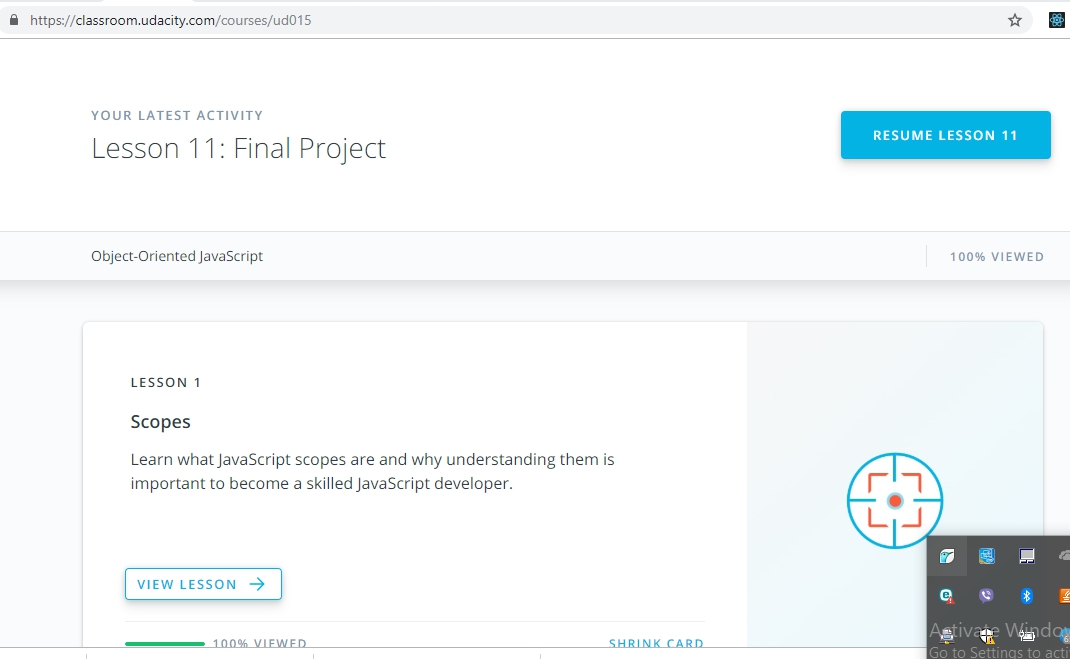 https://classroom.udacity.com/courses/ud015
YOUR LATEST ACTIVITY
Lesson 11: Final Project
RESUME LESSON 11
Object-Oriented JavaScript
100% VIEWED
LESSON 1
Scopes
Learn what JavaScript scopes are and why understanding them is
important to become a skilled JavaScript developer.
VIEW LESSON
100% VIEWED
SHRINK CARD
Activate Windo
Go to Settings to acti